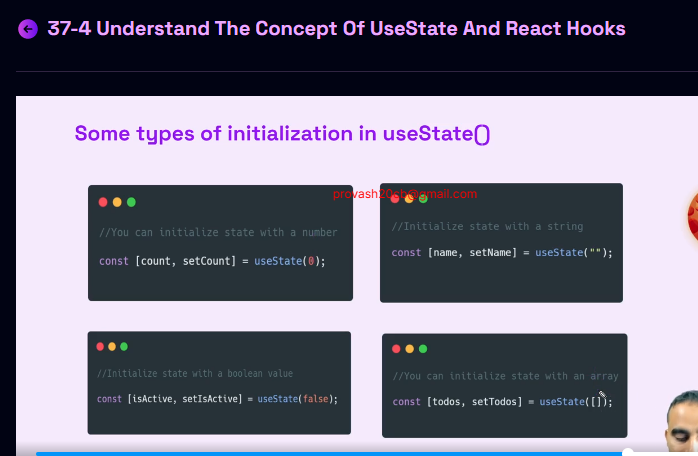 37-4 Understand The Concept Of UseState And React Hooks
Some types of initialization in useState()
//You can initialize state with a number
const [count, setCount] = useState(0);
provash20ph@gmail.com
//Initialize state with a string
const [name, setName] = useState("");
//Initialize state with a boolean value
const [isActive, setIsActive] = useState(false);
//You can initialize state with an array
const [todos, setTodos] = useState([]);